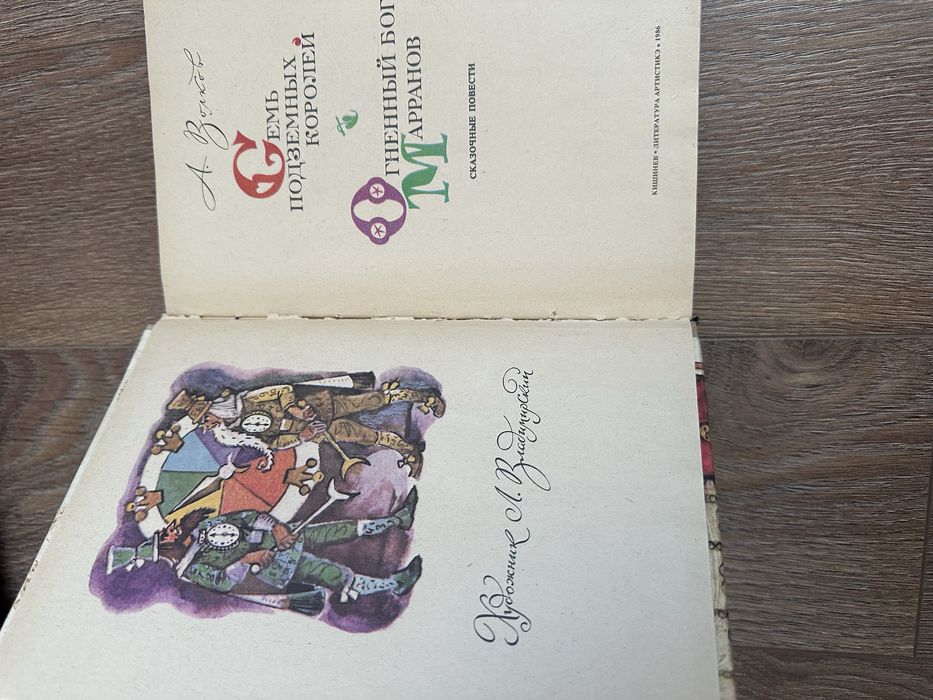 Художник Л. Владимирский
А Волков
Семь
подземных
королей
Огненный бог
Марранов
СКАЗОЧНЫЕ ПОВЕСТИ
КИШИНЕВ • ЛИТЕРАТУРА АРТИСТИКЭ • 1986